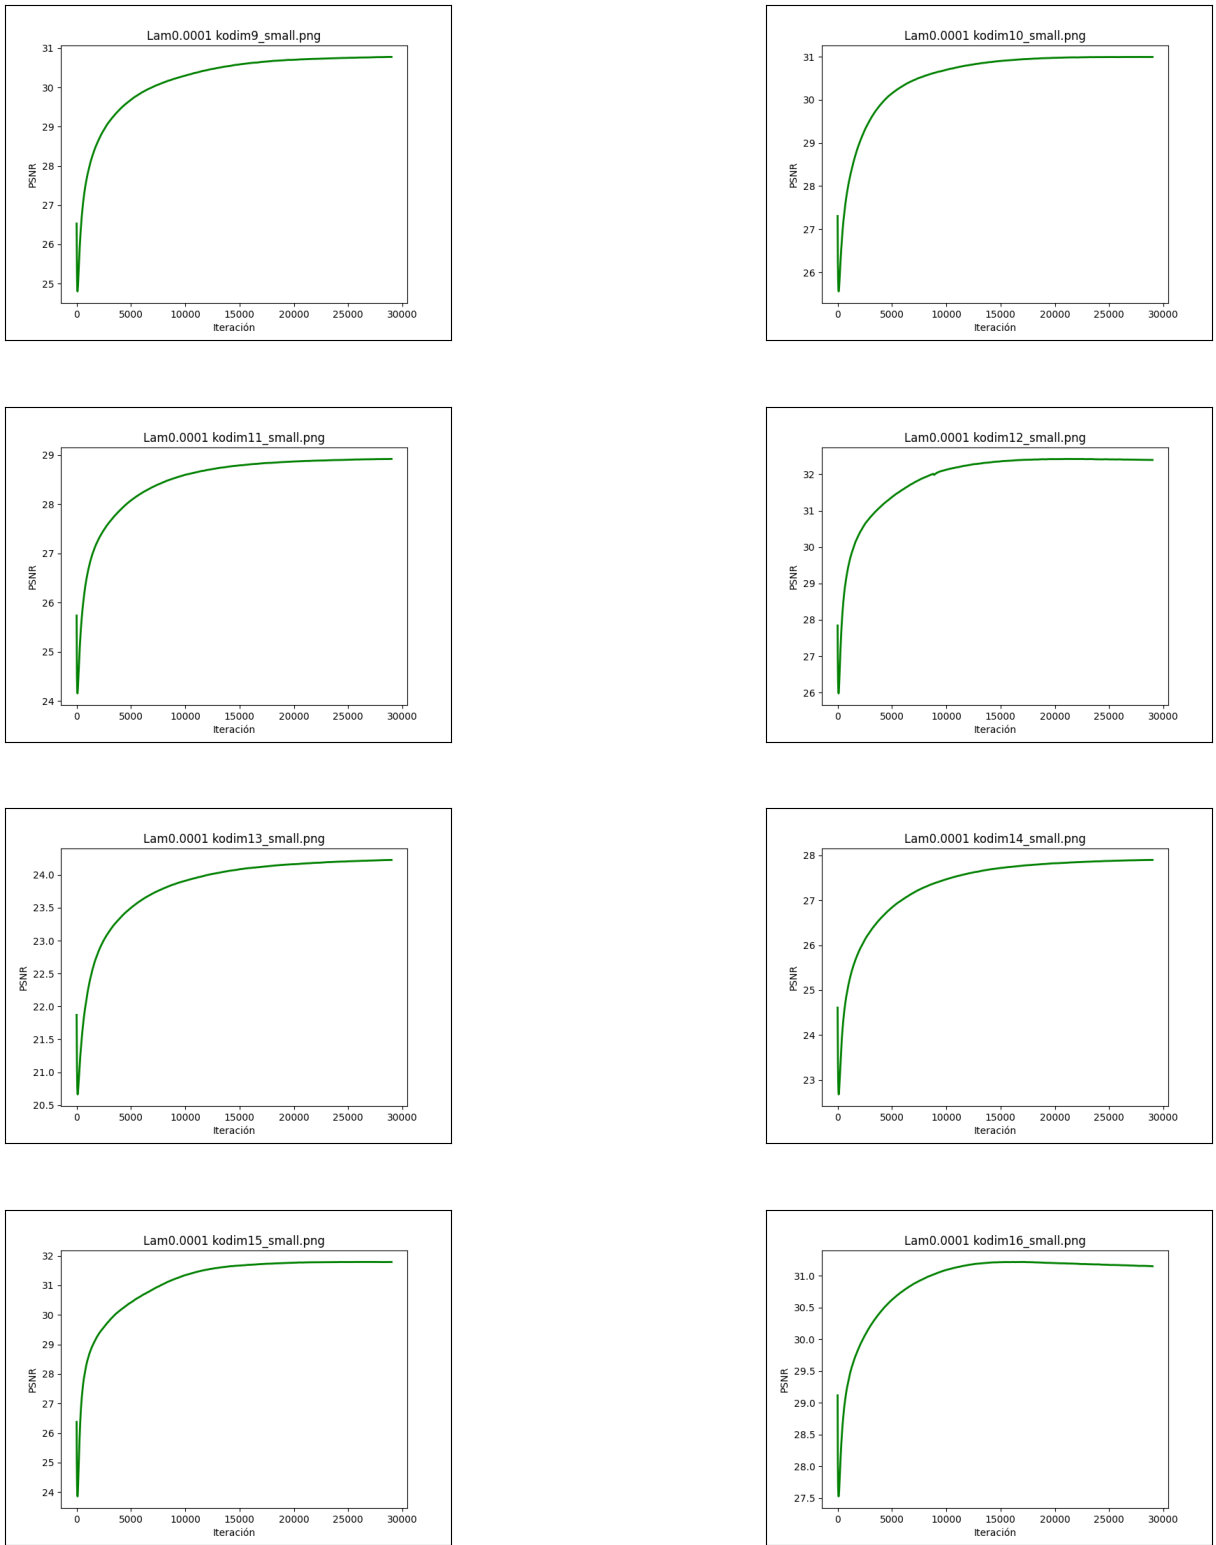 Lam0.0001 kodim9_small.png
31
30
29
28
27
26
25
PSNR
0 5000 10000 15000 20000 25000 30000
Iteración
Lam0.0001 kodim10_small.png
31
30
29
28
27
26
PSNR
0 5000 10000 15000 20000 25000 30000
Iteración
Lam0.0001 kodim11_small.png
29
28
27
26
25
24
PSNR
0 5000 10000 15000 20000 25000 30000
Iteración
Lam0.0001 kodim12_small.png
32
31
30
29
28
27
26
PSNR
0 5000 10000 15000 20000 25000 30000
Iteración
Lam0.0001 kodim13_small.png
24.0
23.5
23.0
22.5
22.0
21.5
21.0
20.5
PSNR
0 5000 10000 15000 20000 25000 30000
Iteración
Lam0.0001 kodim14_small.png
28
27
26
25
24
23
PSNR
0 5000 10000 15000 20000 25000 30000
Iteración
Lam0.0001 kodim15_small.png
32
31
30
29
28
27
26
25
24
PSNR
0 5000 10000 15000 20000 25000 30000
Iteración
Lam0.0001 kodim16_small.png
31.0
30.5
30.0
29.5
29.0
28.5
28.0
27.5
PSNR
0 5000 10000 15000 20000 25000 30000
Iteración